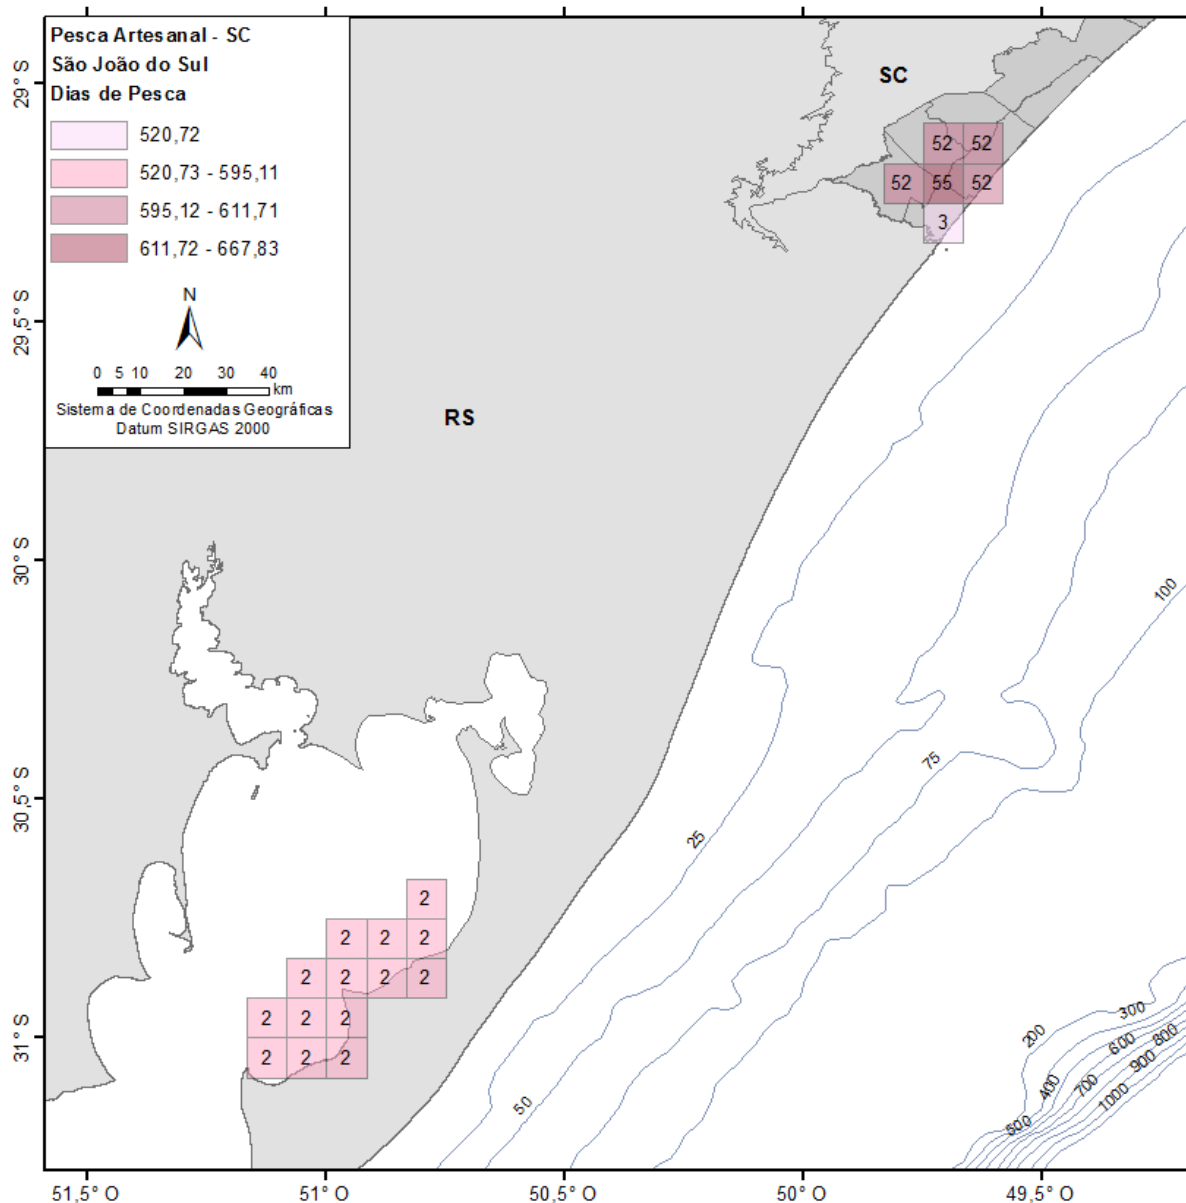 Pesca Artesanal - SC
São João do Sul
Dias de Pesca
520,72
520,73 - 595,11
595,12 - 611,71
611,72 - 667,83
N
0 5 10 20 30 40
km
Sistema de Coordenadas Geográficas
Datum SIRGAS 2000
SC
RS
52 52
52 55 52
3
2
2 2 2
2 2 2 2
2 2 2
2 2 2
25
50
75
100
200
300
400
500
600
700
800
900
1000
29° S
29,5° S
30° S
30,5° S
31° S
51,5° O
51° O
50,5° O
50° O
49,5° O